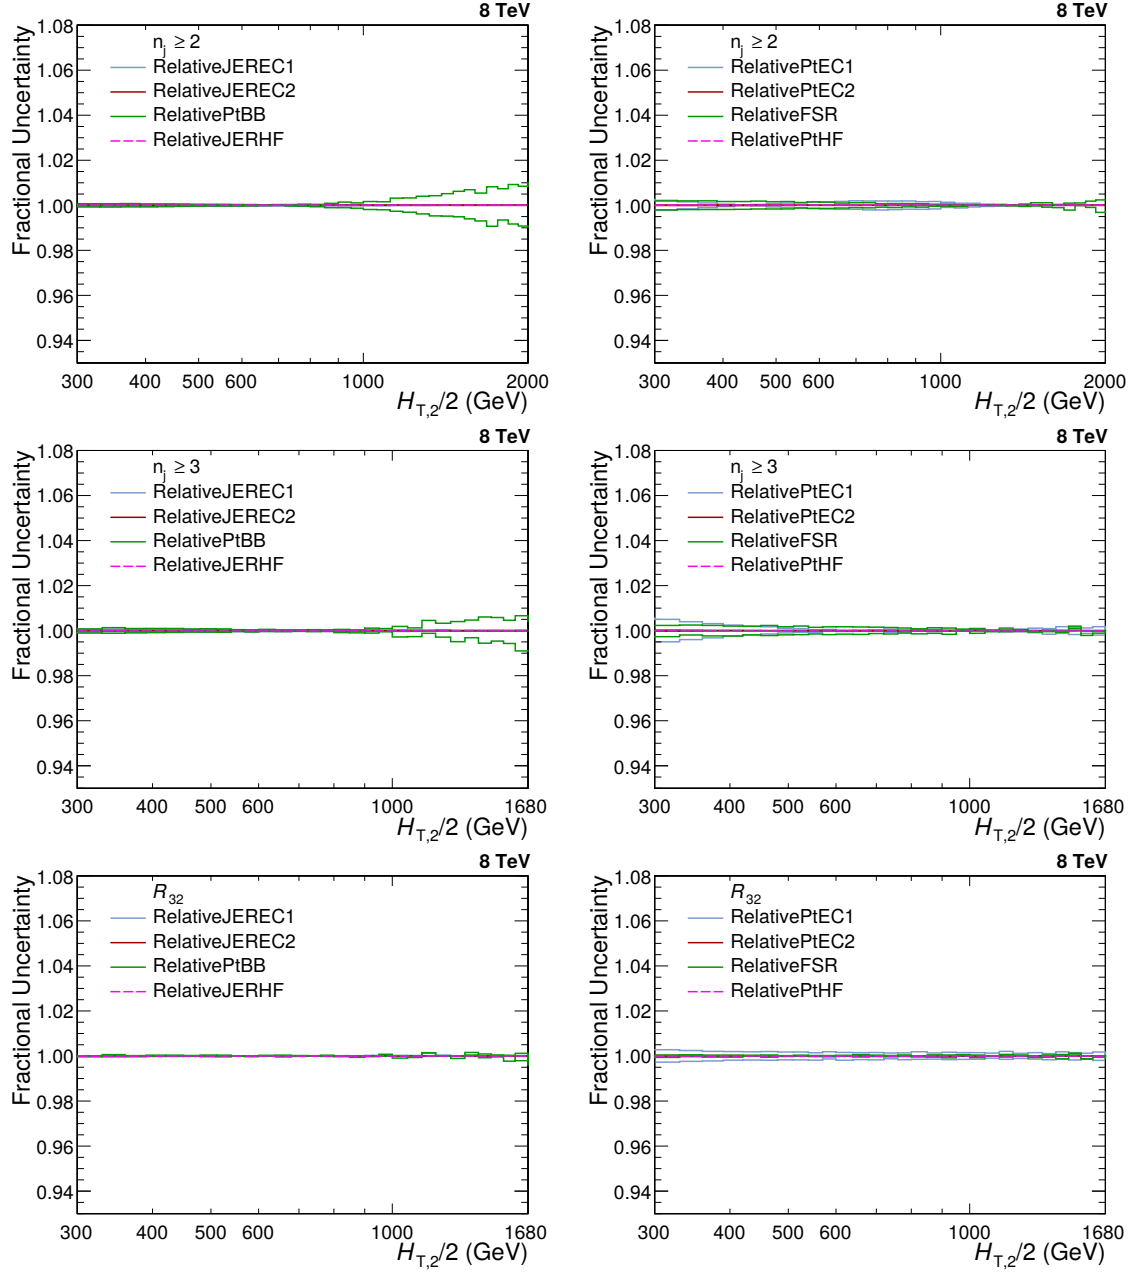 8 TeV
Fractional Uncertainty
1.08
1.06
1.04
1.02
1.00
0.98
0.96
0.94
n_j ≥ 2
RelativeJEREC1
RelativeJEREC2
RelativePtBB
RelativeJERHF
300 400 500 600 1000 2000
H_T,2/2 (GeV)
8 TeV
Fractional Uncertainty
1.08
1.06
1.04
1.02
1.00
0.98
0.96
0.94
n_j ≥ 2
RelativePtEC1
RelativePtEC2
RelativeFSR
RelativePtHF
300 400 500 600 1000 2000
H_T,2/2 (GeV)
8 TeV
Fractional Uncertainty
1.08
1.06
1.04
1.02
1.00
0.98
0.96
0.94
n_j ≥ 3
RelativeJEREC1
RelativeJEREC2
RelativePtBB
RelativeJERHF
300 400 500 600 1000 1680
H_T,2/2 (GeV)
8 TeV
Fractional Uncertainty
1.08
1.06
1.04
1.02
1.00
0.98
0.96
0.94
n_j ≥ 3
RelativePtEC1
RelativePtEC2
RelativeFSR
RelativePtHF
300 400 500 600 1000 1680
H_T,2/2 (GeV)
8 TeV
Fractional Uncertainty
1.08
1.06
1.04
1.02
1.00
0.98
0.96
0.94
R_32
RelativeJEREC1
RelativeJEREC2
RelativePtBB
RelativeJERHF
300 400 500 600 1000 1680
H_T,2/2 (GeV)
8 TeV
Fractional Uncertainty
1.08
1.06
1.04
1.02
1.00
0.98
0.96
0.94
R_32
RelativePtEC1
RelativePtEC2
RelativeFSR
RelativePtHF
300 400 500 600 1000 1680
H_T,2/2 (GeV)